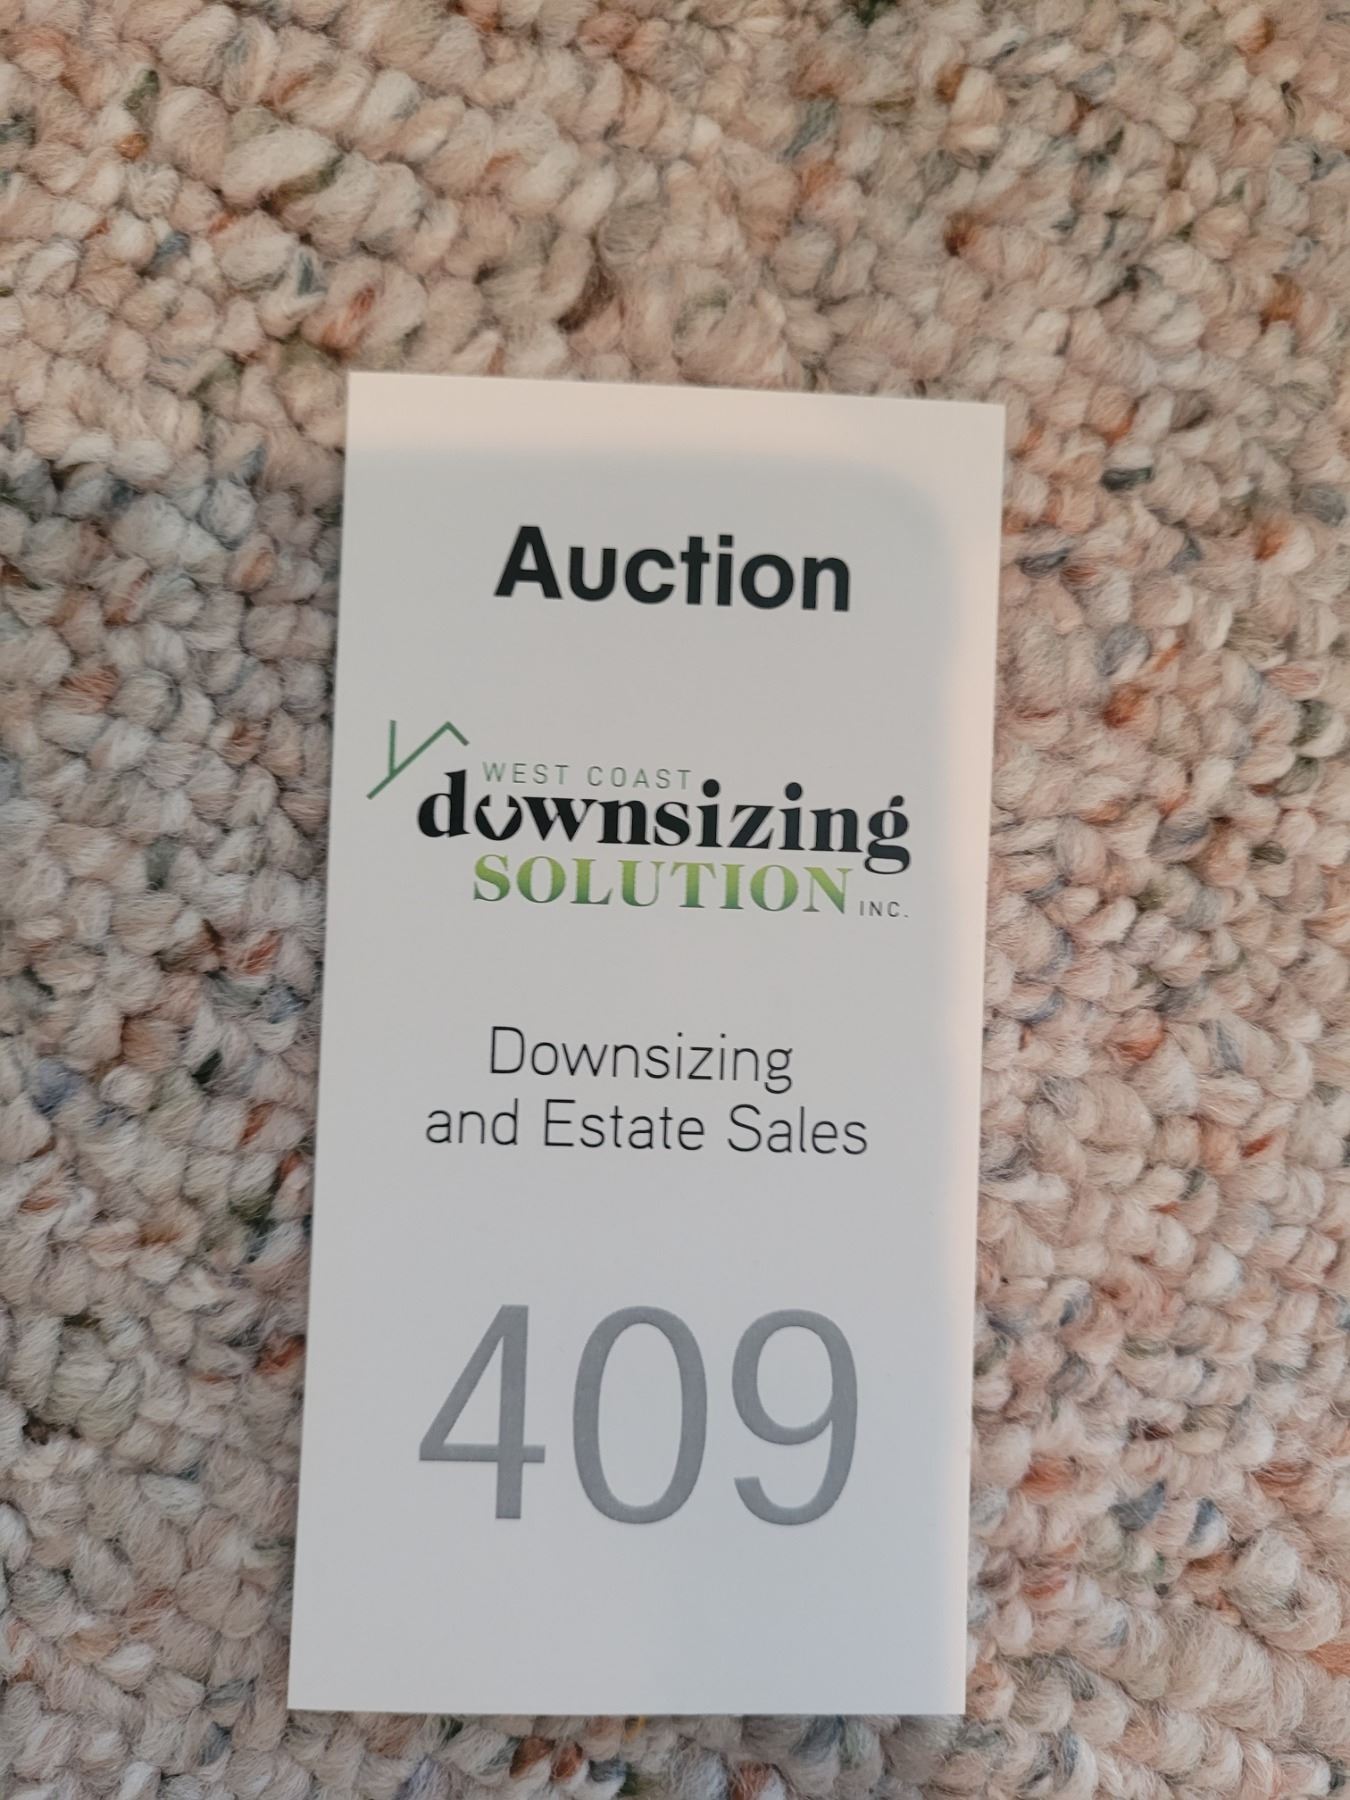 Auction
WEST COAST
downsizing
SOLUTION INC.
Downsizing
and Estate Sales
409